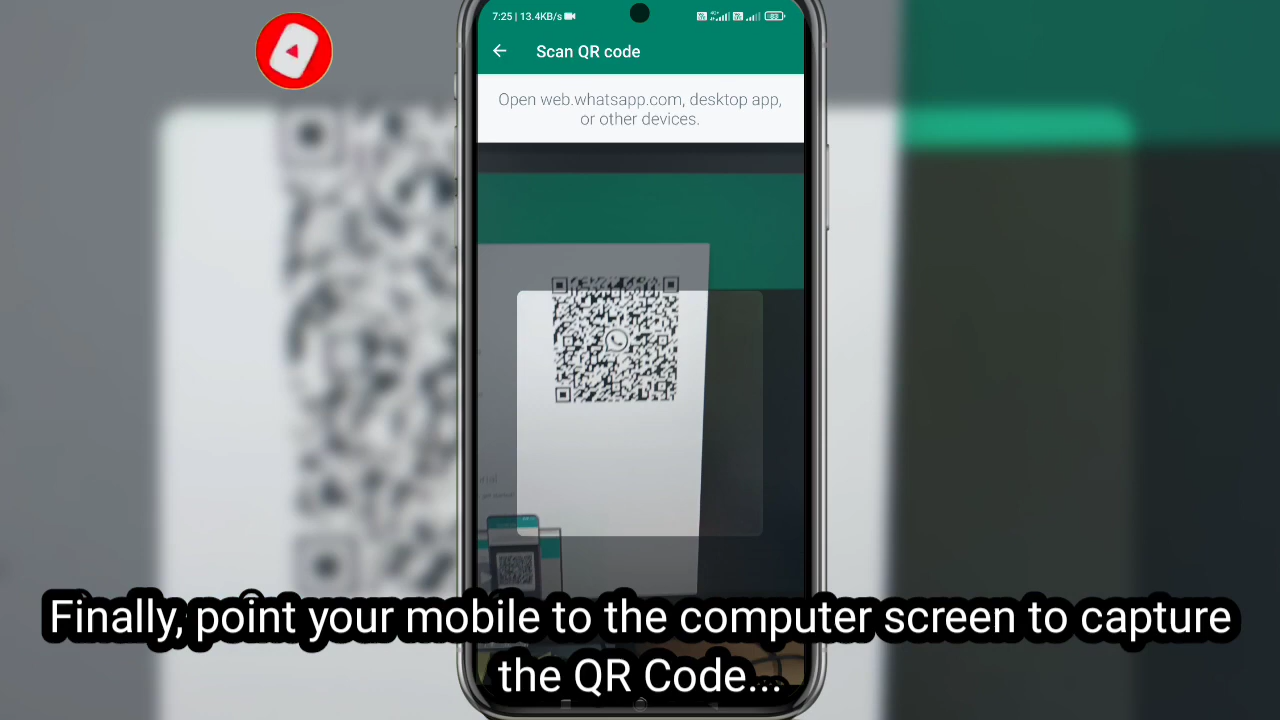 7:25 | 13.4KB/s
Scan QR code
Open web.whatsapp.com, desktop app,
or other devices.
Finally, point your mobile to the computer screen to capture
the QR Code...